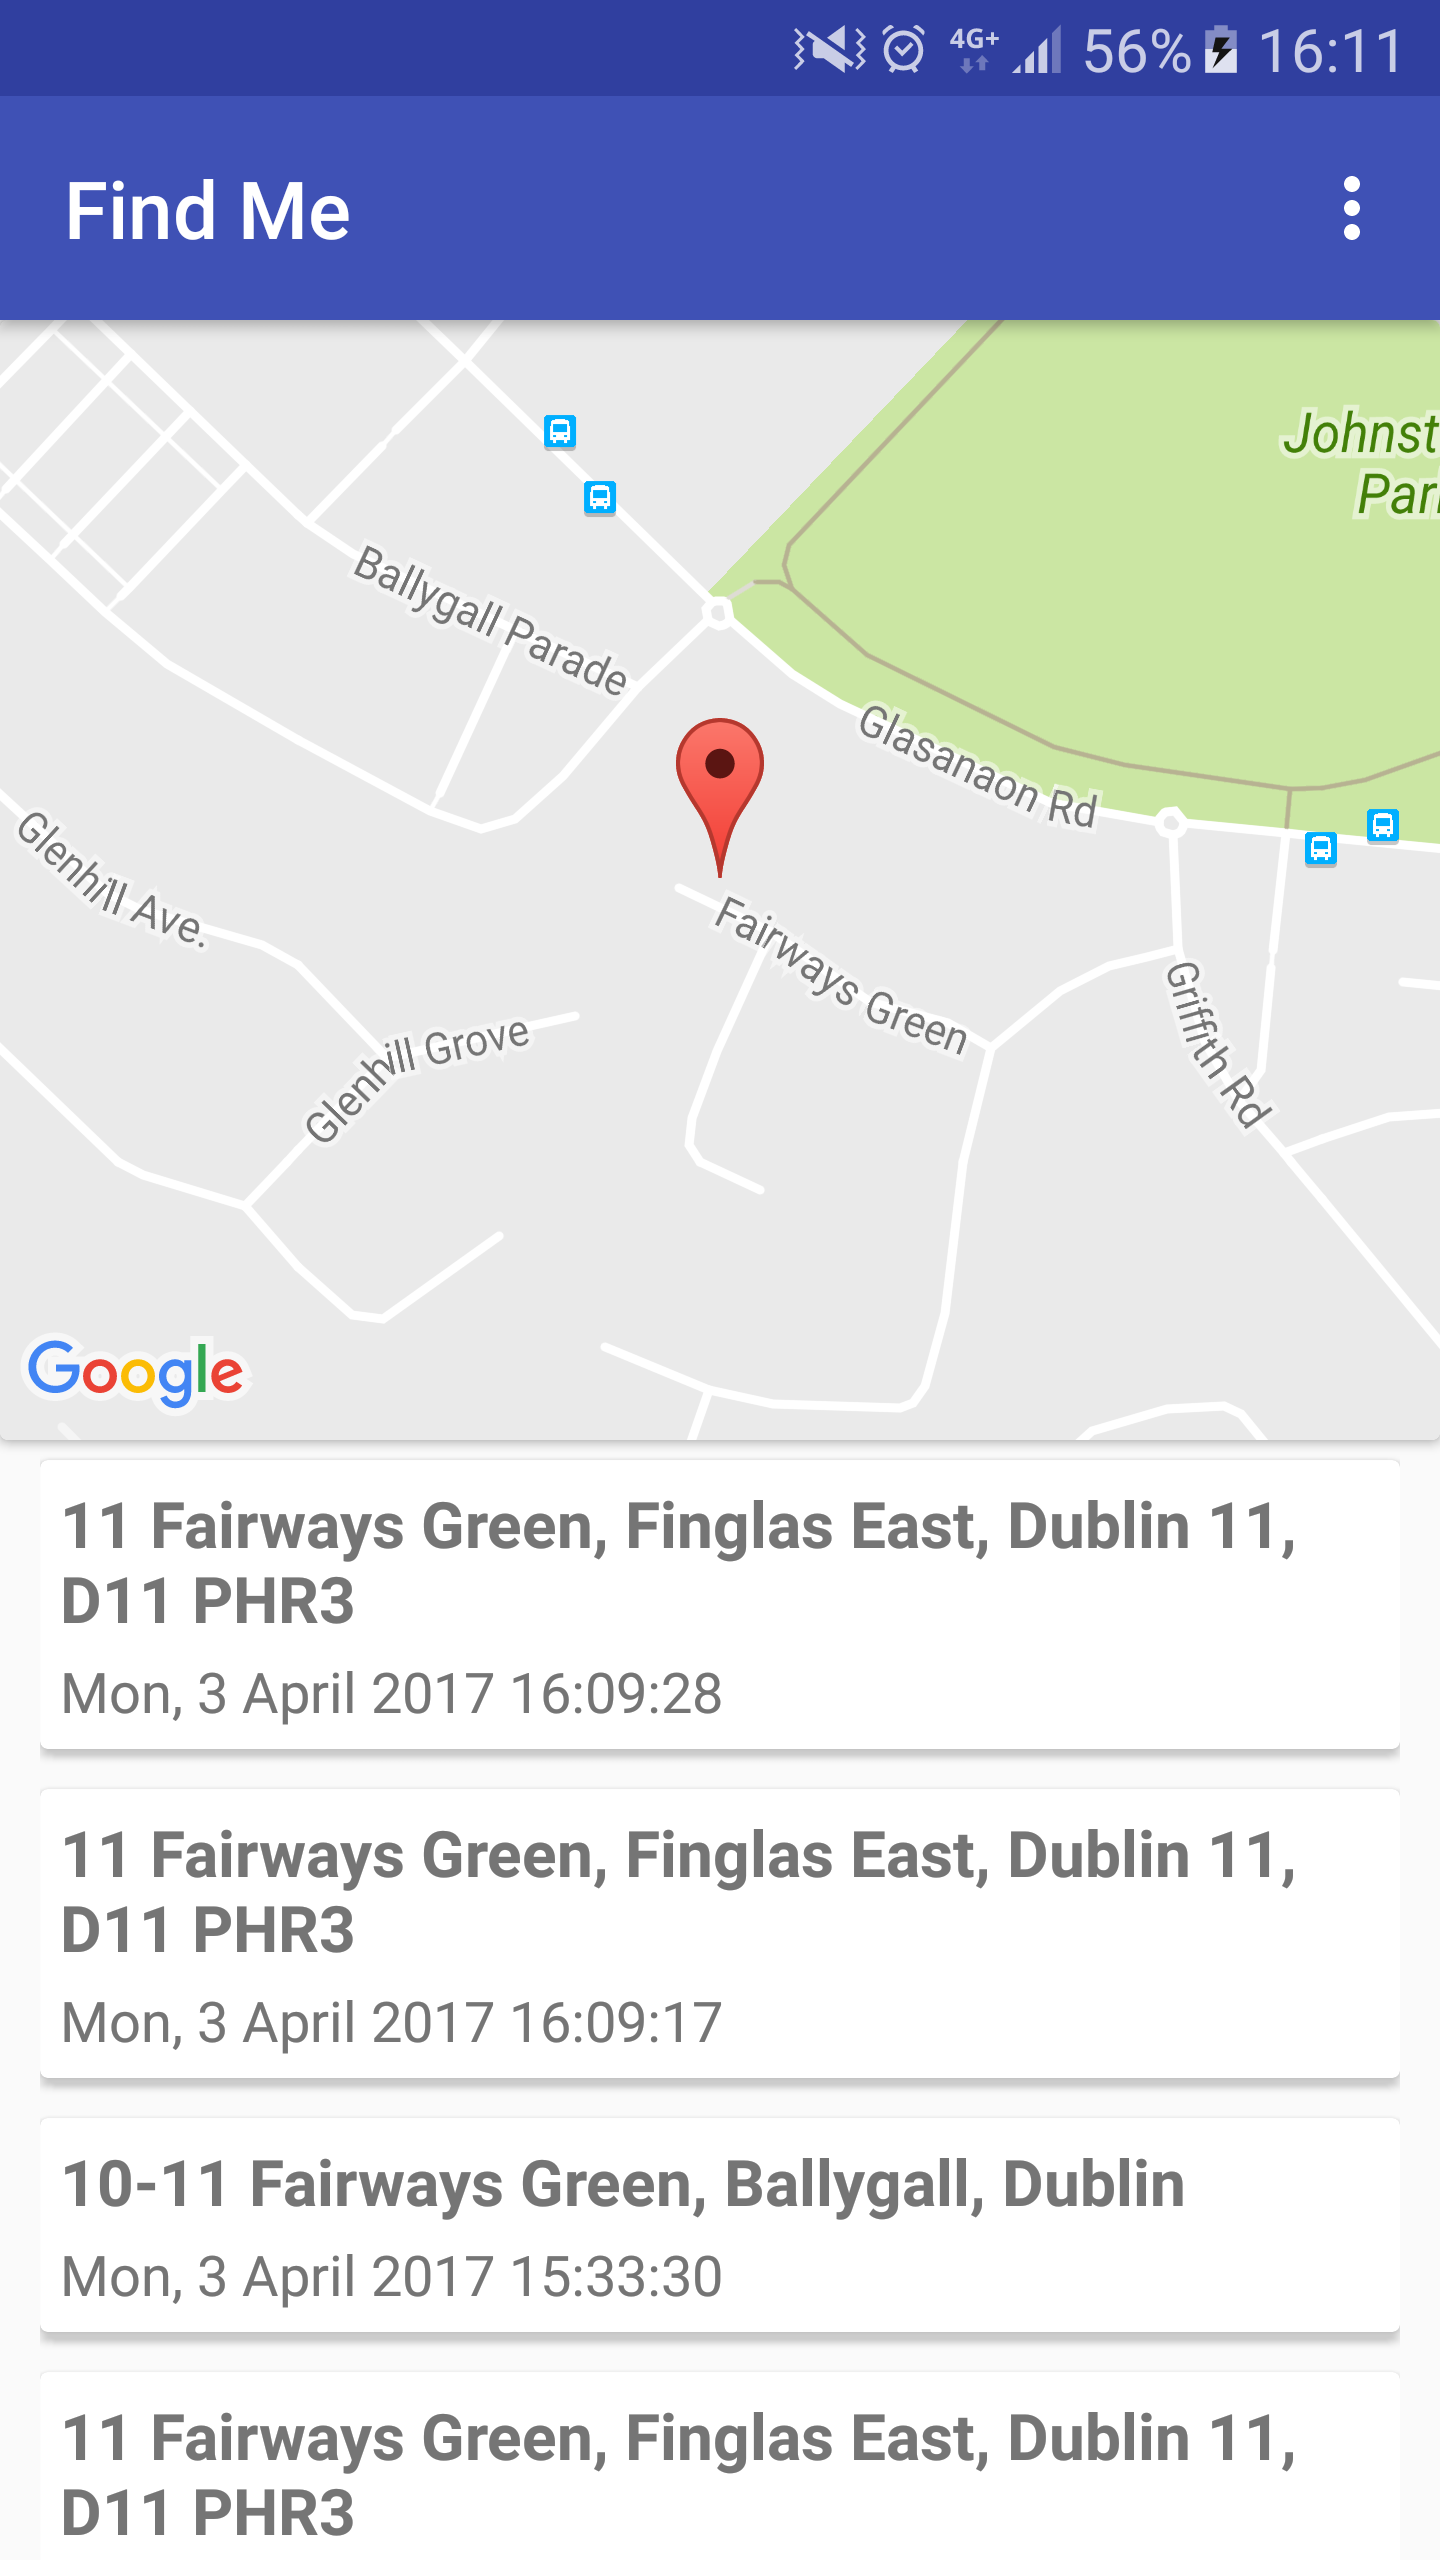 4G+ 56% 16:11
Find Me
Johnst
Par
Ballygall Parade
Glasanaon Rd
Glenhill Ave.
Fairways Green
Glenhill Grove
Griffith Rd
Google
11 Fairways Green, Finglas East, Dublin 11,
D11 PHR3
Mon, 3 April 2017 16:09:28
11 Fairways Green, Finglas East, Dublin 11,
D11 PHR3
Mon, 3 April 2017 16:09:17
10-11 Fairways Green, Ballygall, Dublin
Mon, 3 April 2017 15:33:30
11 Fairways Green, Finglas East, Dublin 11,
D11 PHR3